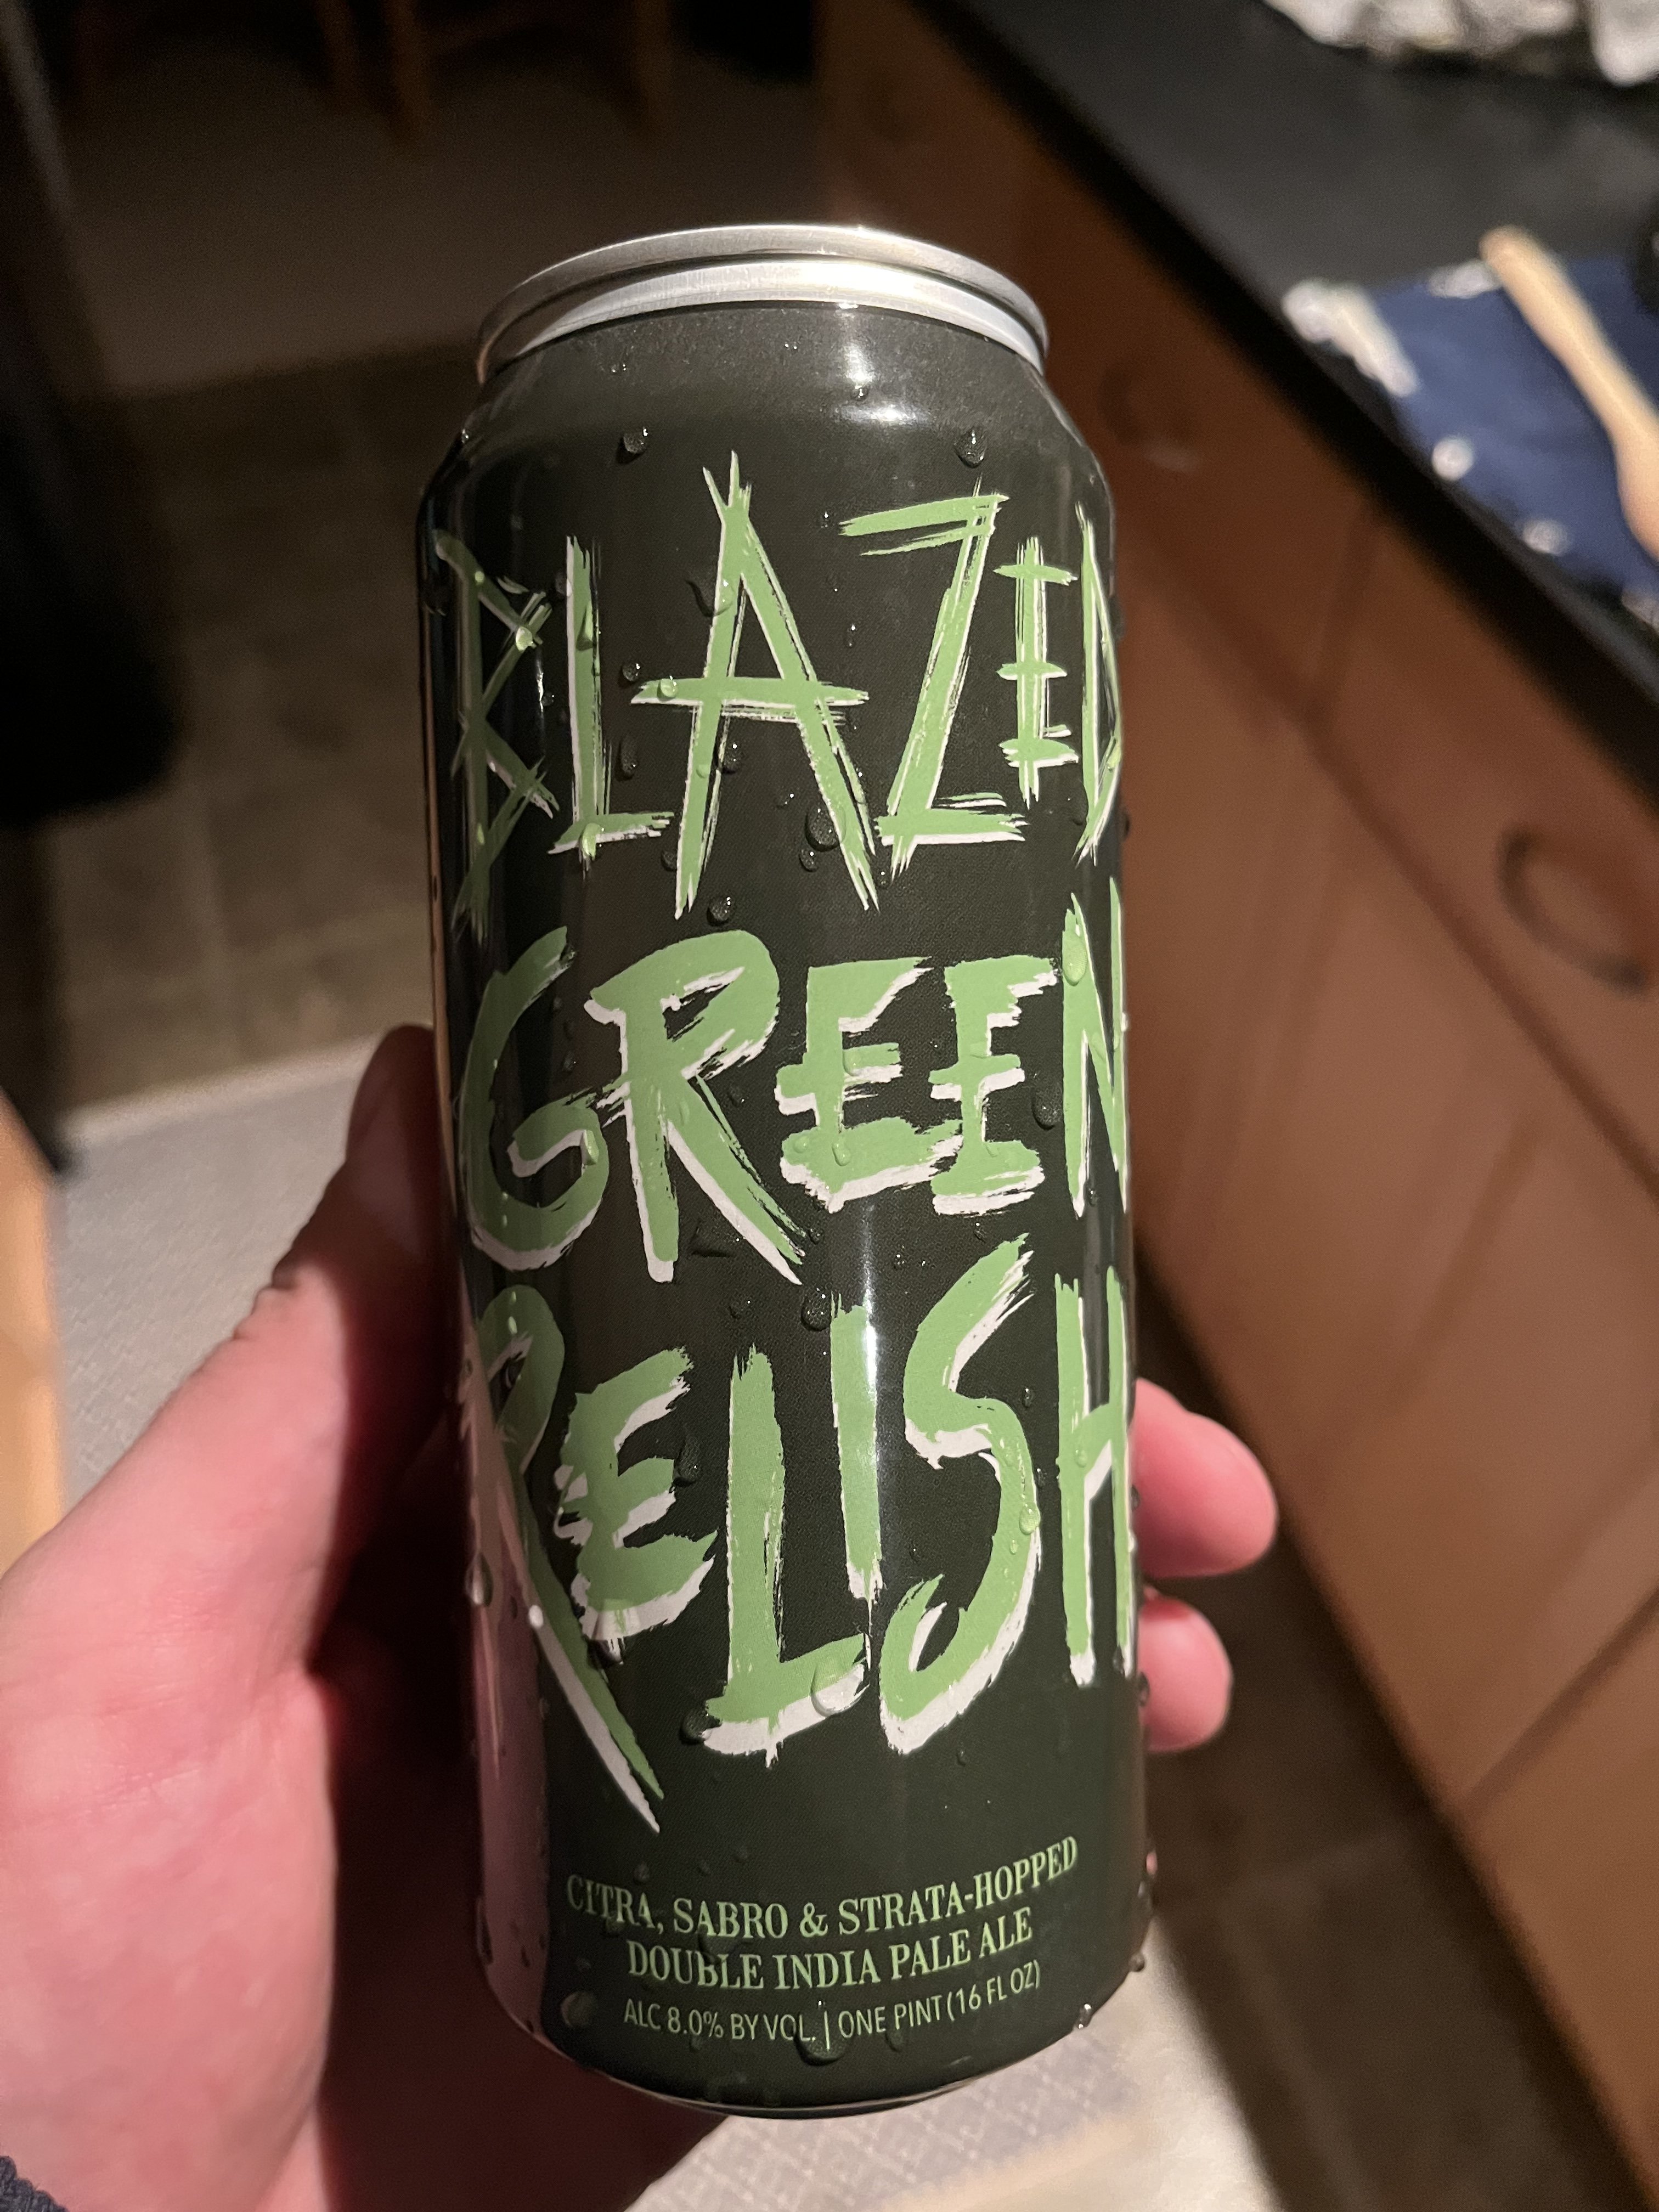 BLAZED
GREEN
RELISH
CITRA, SABRO & STRATA-HOPPED
DOUBLE INDIA PALE ALE
ALC 8.0% BY VOL. | ONE PINT (16 FL OZ)